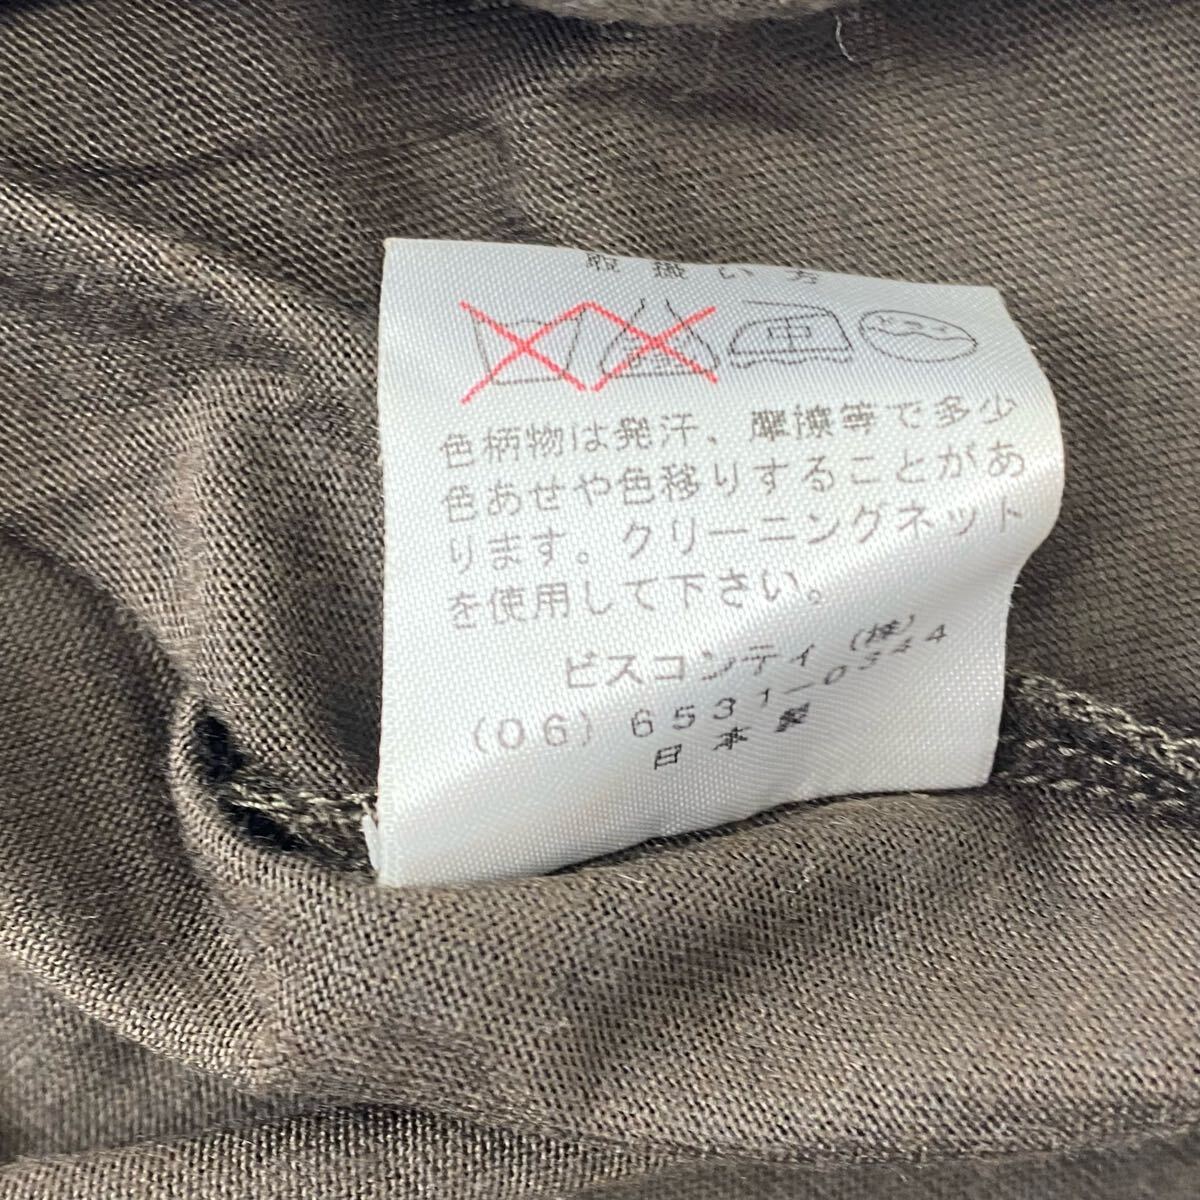 取扱い方
中
ドライ
色柄物は発汗、摩擦等で多少
色あせや色移りすることがあ
ります。クリーニングネット
を使用して下さい。
ビスコンティ(株)
(06)6531-0344
日本製